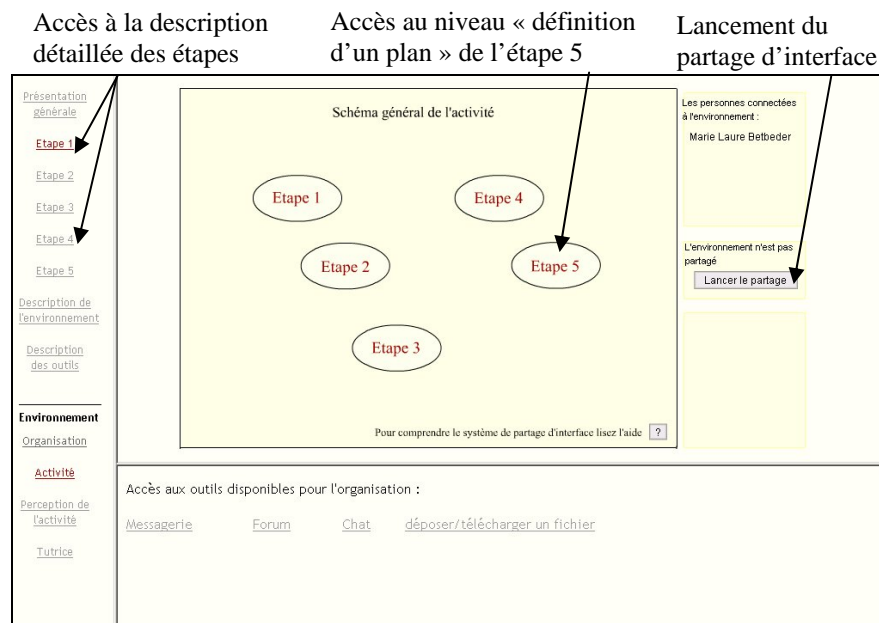 Accès à la description
détaillée des étapes
Accès au niveau « définition
d'un plan » de l'étape 5
Lancement du
partage d'interface
Présentation
générale
Etape 1
Etape 2
Etape 3
Etape 4
Etape 5
Description de
l'environnement
Description
des outils
Environnement
Organisation
Activité
Perception de
l'activité
Tutrice
Schéma général de l'activité
Etape 1
Etape 4
Etape 2
Etape 5
Etape 3
Pour comprendre le système de partage d'interface lisez l'aide ?
Les personnes connectées
à l'environnement :
Marie Laure Betbeder
L'environnement n'est pas
partagé
Lancer le partage
Accès aux outils disponibles pour l'organisation :
Messagerie Forum Chat déposer/télécharger un fichier